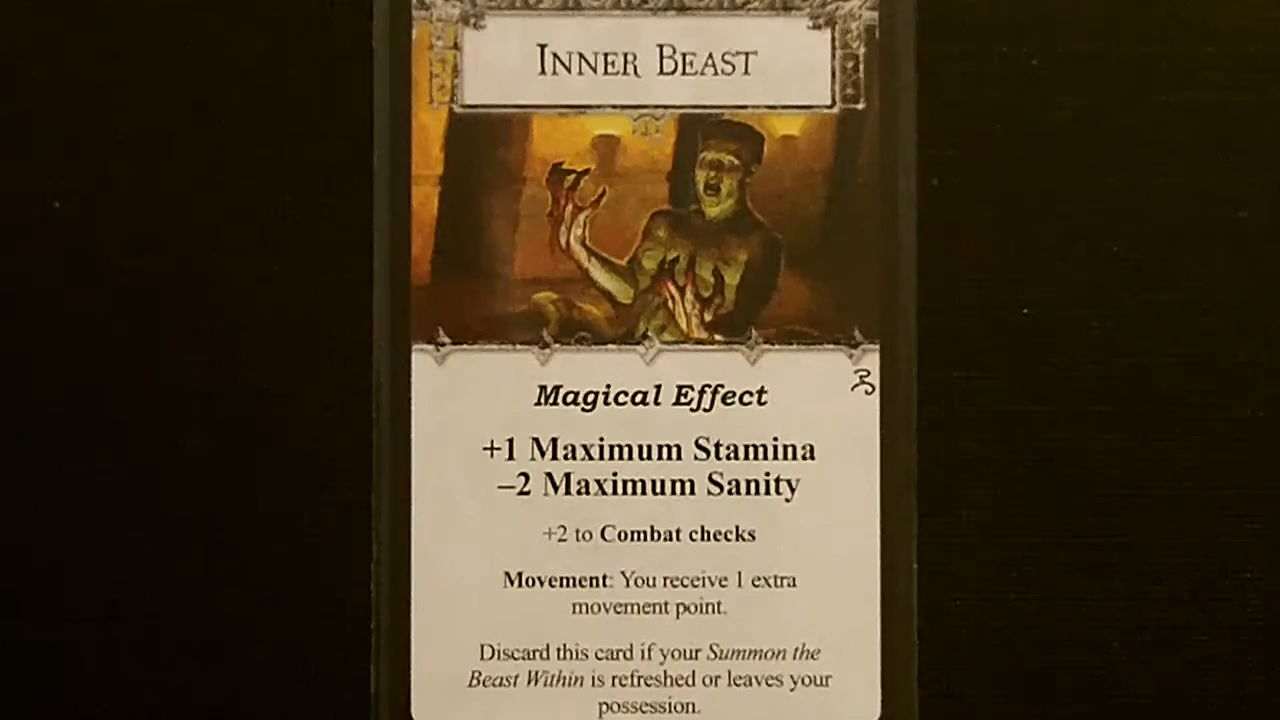 INNER BEAST
Magical Effect
+1 Maximum Stamina
–2 Maximum Sanity
+2 to Combat checks
Movement: You receive 1 extra
movement point.
Discard this card if your Summon the
Beast Within is refreshed or leaves your
possession.